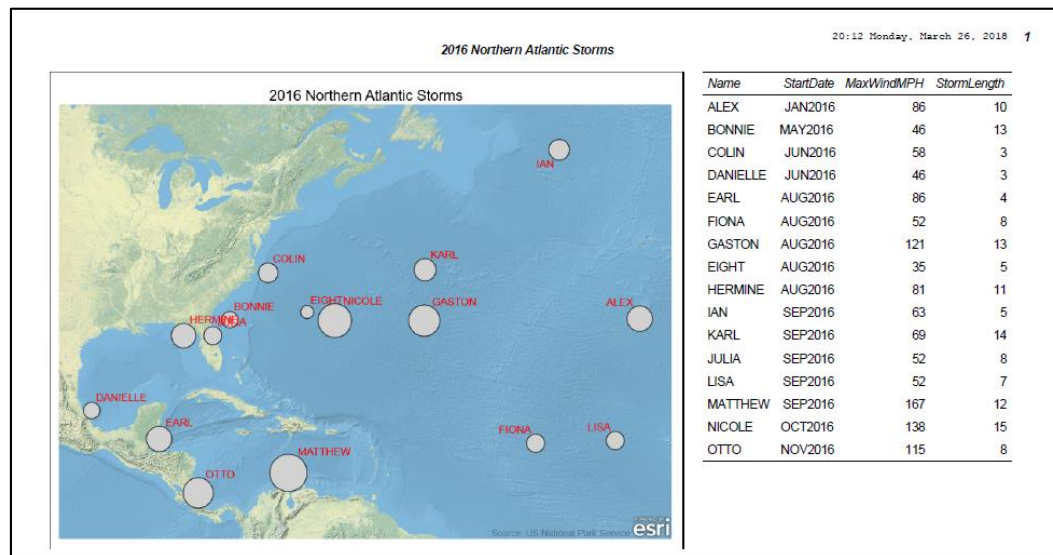 20:12 Monday, March 26, 2018 1
2016 Northern Atlantic Storms
2016 Northern Atlantic Storms
IAN
COLIN
KARL
EIGHTNICOLE
GASTON
ALEX
BONNIE
HERMINE
JULIA
DANIELLE
EARL
FIONA
LISA
MATTHEW
OTTO
Source: US National Park Service
POWERED BY
esri
Name StartDate MaxWindMPH StormLength
ALEX JAN2016 86 10
BONNIE MAY2016 46 13
COLIN JUN2016 58 3
DANIELLE JUN2016 46 3
EARL AUG2016 86 4
FIONA AUG2016 52 8
GASTON AUG2016 121 13
EIGHT AUG2016 35 5
HERMINE AUG2016 81 11
IAN SEP2016 63 5
KARL SEP2016 69 14
JULIA SEP2016 52 8
LISA SEP2016 52 7
MATTHEW SEP2016 167 12
NICOLE OCT2016 138 15
OTTO NOV2016 115 8